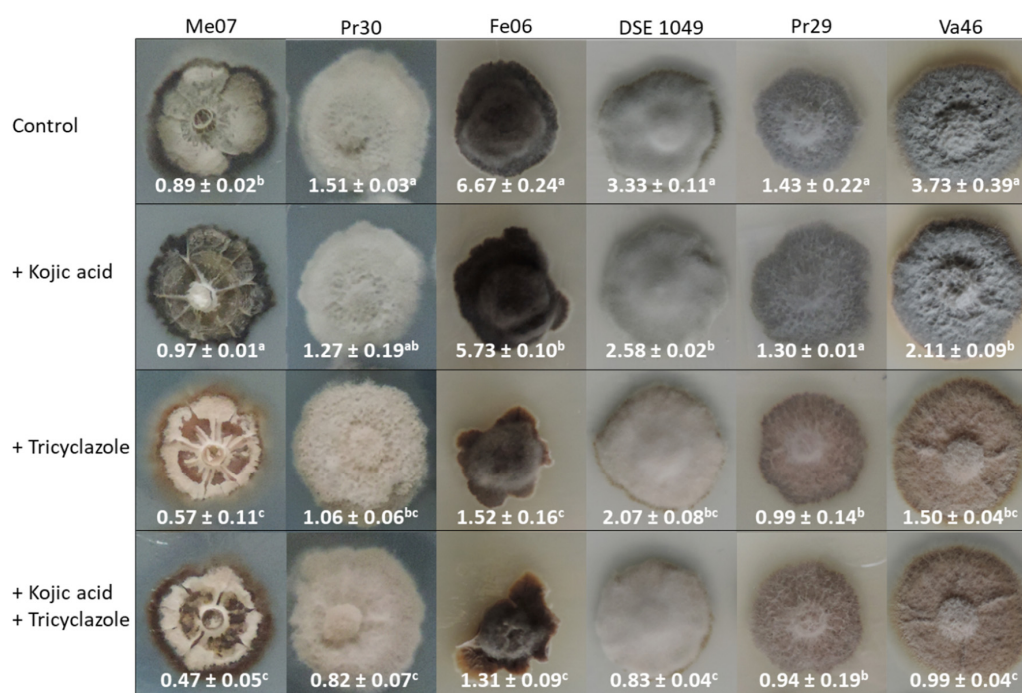 Me07 Pr30 Fe06 DSE 1049 Pr29 Va46
Control
0.89 ± 0.02ᵇ 1.51 ± 0.03ᵃ 6.67 ± 0.24ᵃ 3.33 ± 0.11ᵃ 1.43 ± 0.22ᵃ 3.73 ± 0.39ᵃ
+ Kojic acid
0.97 ± 0.01ᵃ 1.27 ± 0.19ᵃᵇ 5.73 ± 0.10ᵇ 2.58 ± 0.02ᵇ 1.30 ± 0.01ᵃ 2.11 ± 0.09ᵇ
+ Tricyclazole
0.57 ± 0.11ᶜ 1.06 ± 0.06ᵇᶜ 1.52 ± 0.16ᶜ 2.07 ± 0.08ᵇᶜ 0.99 ± 0.14ᵇ 1.50 ± 0.04ᵇᶜ
+ Kojic acid
+ Tricyclazole
0.47 ± 0.05ᶜ 0.82 ± 0.07ᶜ 1.31 ± 0.09ᶜ 0.83 ± 0.04ᶜ 0.94 ± 0.19ᵇ 0.99 ± 0.04ᶜ